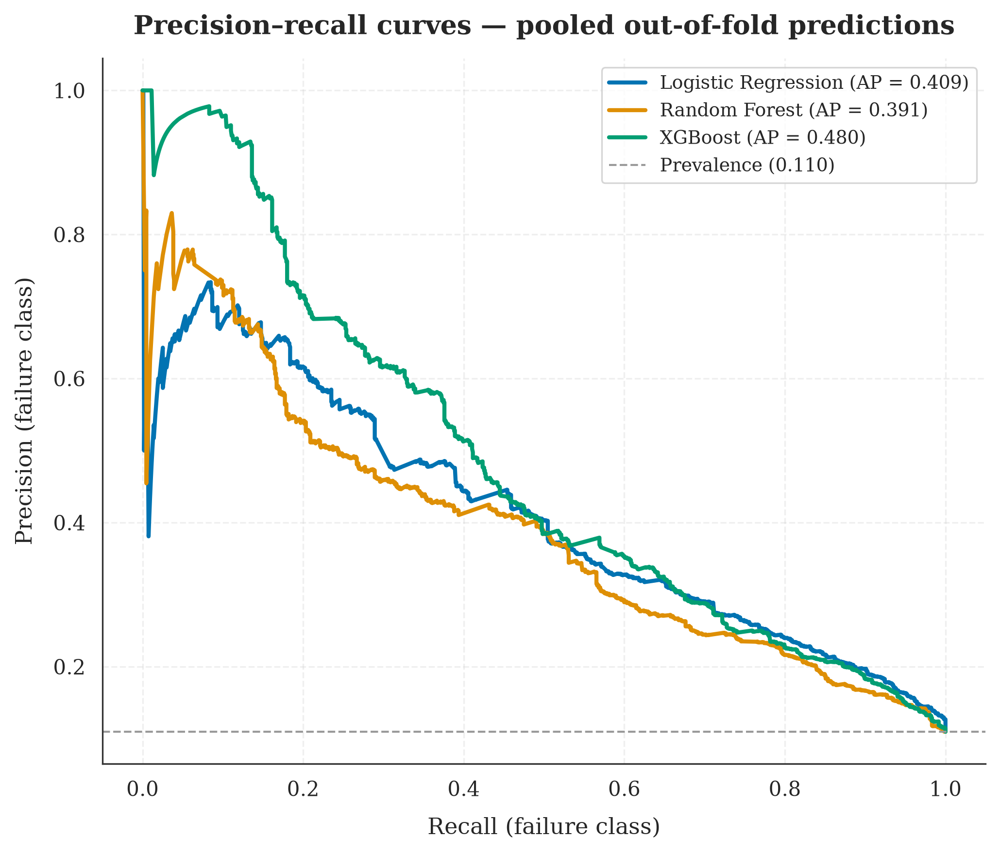 Precision–recall curves — pooled out-of-fold predictions
Logistic Regression (AP = 0.409)
Random Forest (AP = 0.391)
XGBoost (AP = 0.480)
Prevalence (0.110)
Precision (failure class)
1.0
0.8
0.6
0.4
0.2
0.0 0.2 0.4 0.6 0.8 1.0
Recall (failure class)